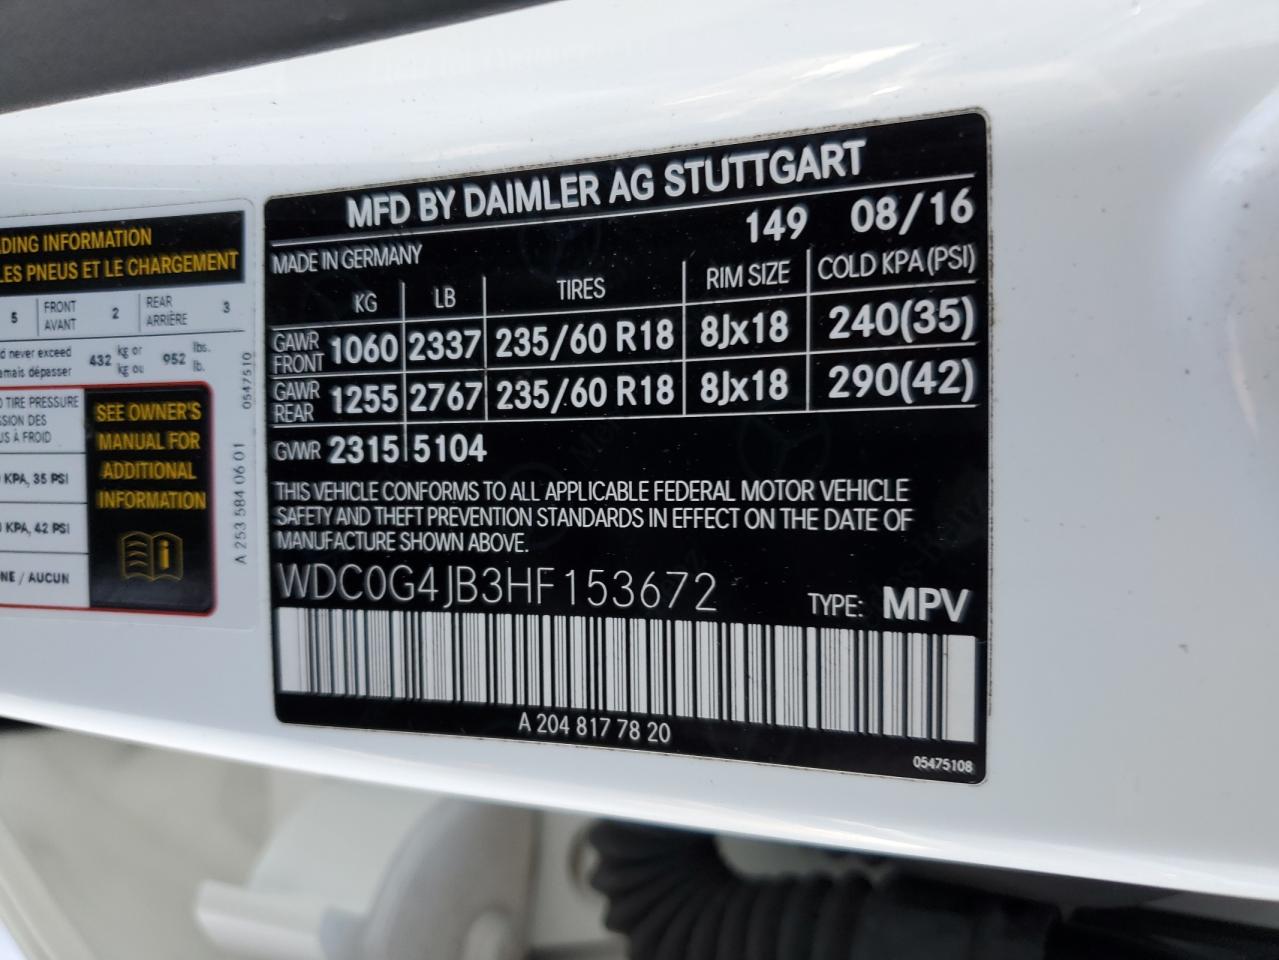 ADING INFORMATION
LES PNEUS ET LE CHARGEMENT
5 FRONT AVANT 2 REAR ARRIÈRE 3
d never exceed
amais dépasser
432 kg or kg ou 952 lbs. lb.
TIRE PRESSURE
SION DES
À FROID
KPA, 35 PSI
KPA, 42 PSI
NE / AUCUN
SEE OWNER'S
MANUAL FOR
ADDITIONAL
INFORMATION
0547510
A 253 584 06 01
MFD BY DAIMLER AG STUTTGART
149 08/16
MADE IN GERMANY
KG LB TIRES RIM SIZE COLD KPA (PSI)
GAWR FRONT 1060 2337 235/60 R18 8Jx18 240(35)
GAWR REAR 1255 2767 235/60 R18 8Jx18 290(42)
GVWR 2315 5104
THIS VEHICLE CONFORMS TO ALL APPLICABLE FEDERAL MOTOR VEHICLE
SAFETY AND THEFT PREVENTION STANDARDS IN EFFECT ON THE DATE OF
MANUFACTURE SHOWN ABOVE.
WDC0G4JB3HF153672 TYPE: MPV
A 204 817 78 20
05475108